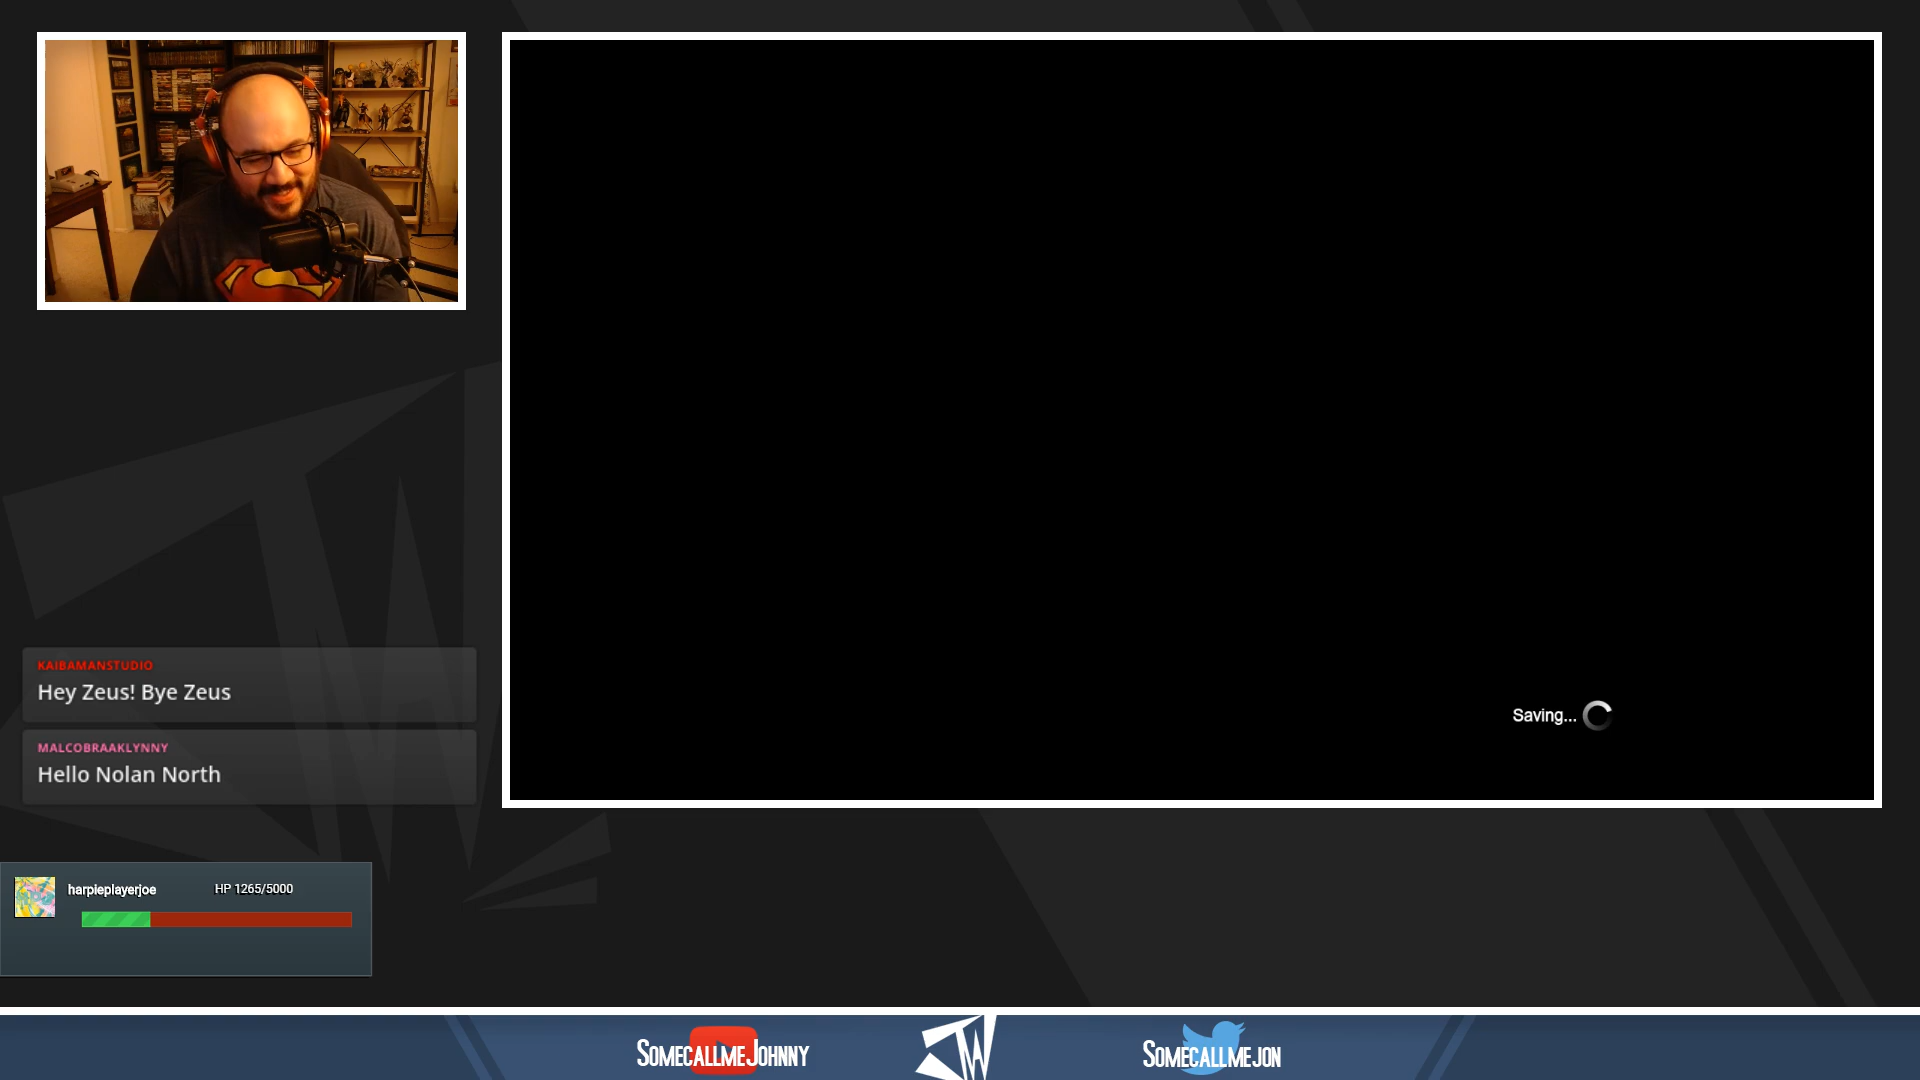 KAIBAMANSTUDIO
Hey Zeus! Bye Zeus
MALCOBRAAKLYNNY
Hello Nolan North
Saving...
harpieplayerjoe HP 1265/5000
SOMECALLMEJOHNNY
SOMECALLMEJON